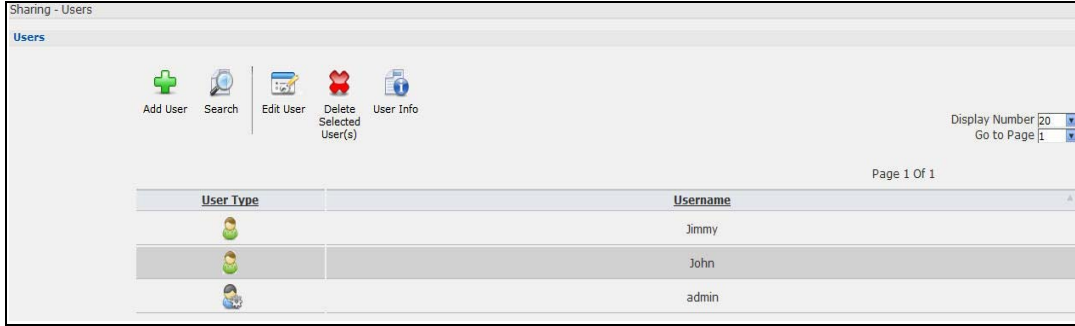 Sharing - Users
Users
Add User
Search
Edit User
Delete
Selected
User(s)
User Info
Display Number 20
Go to Page 1
Page 1 Of 1
User Type Username
Jimmy
John
admin